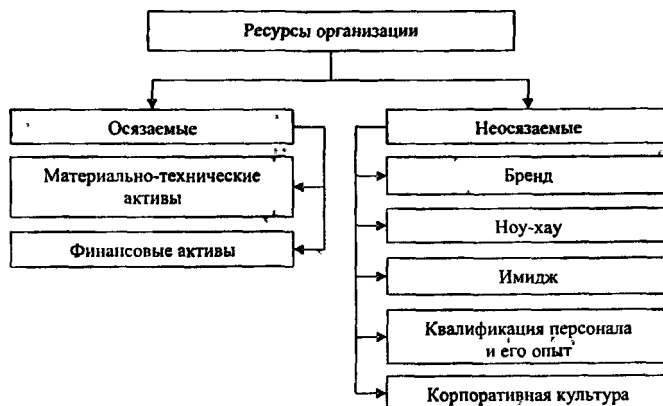 Ресурсы организации
Осязаемые
Неосязаемые
Материально-технические
активы
Финансовые активы
Бренд
Ноу-хау
Имидж
Квалификация персонала
и его опыт
Корпоративная культура